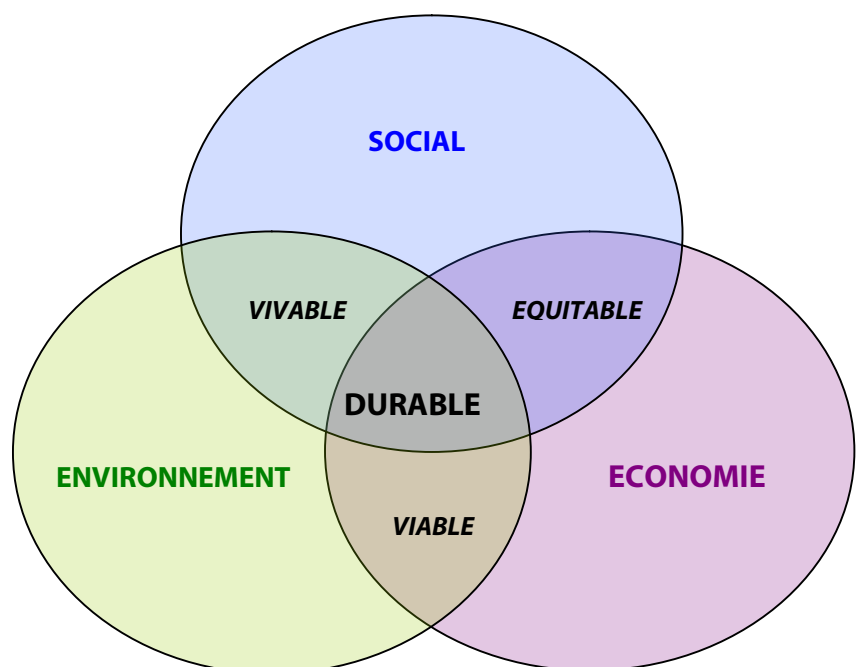 SOCIAL
VIVABLE
EQUITABLE
DURABLE
ENVIRONNEMENT
ECONOMIE
VIABLE